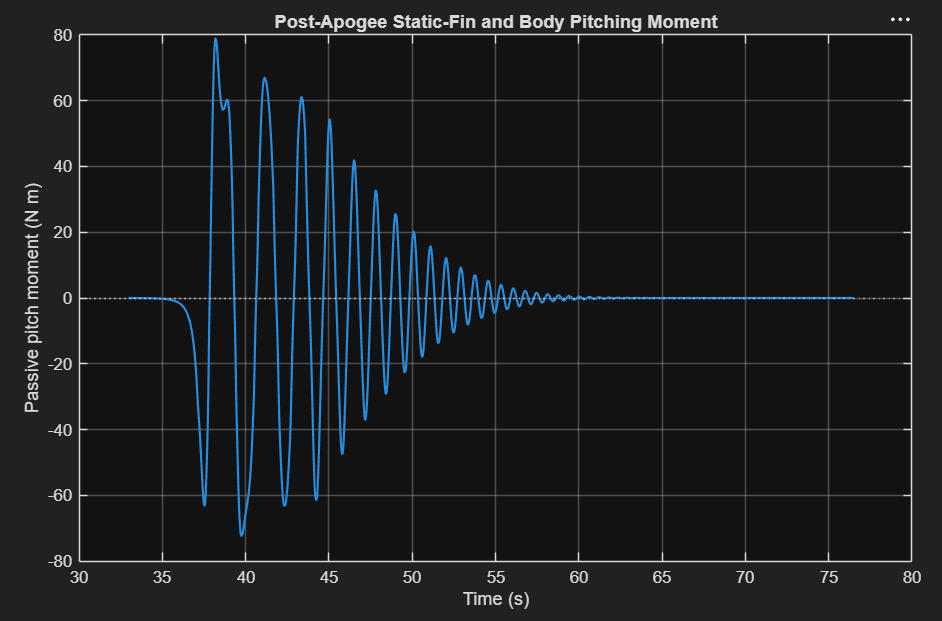 Post-Apogee Static-Fin and Body Pitching Moment
Passive pitch moment (N m)
80
60
40
20
0
-20
-40
-60
-80
30 35 40 45 50 55 60 65 70 75 80
Time (s)